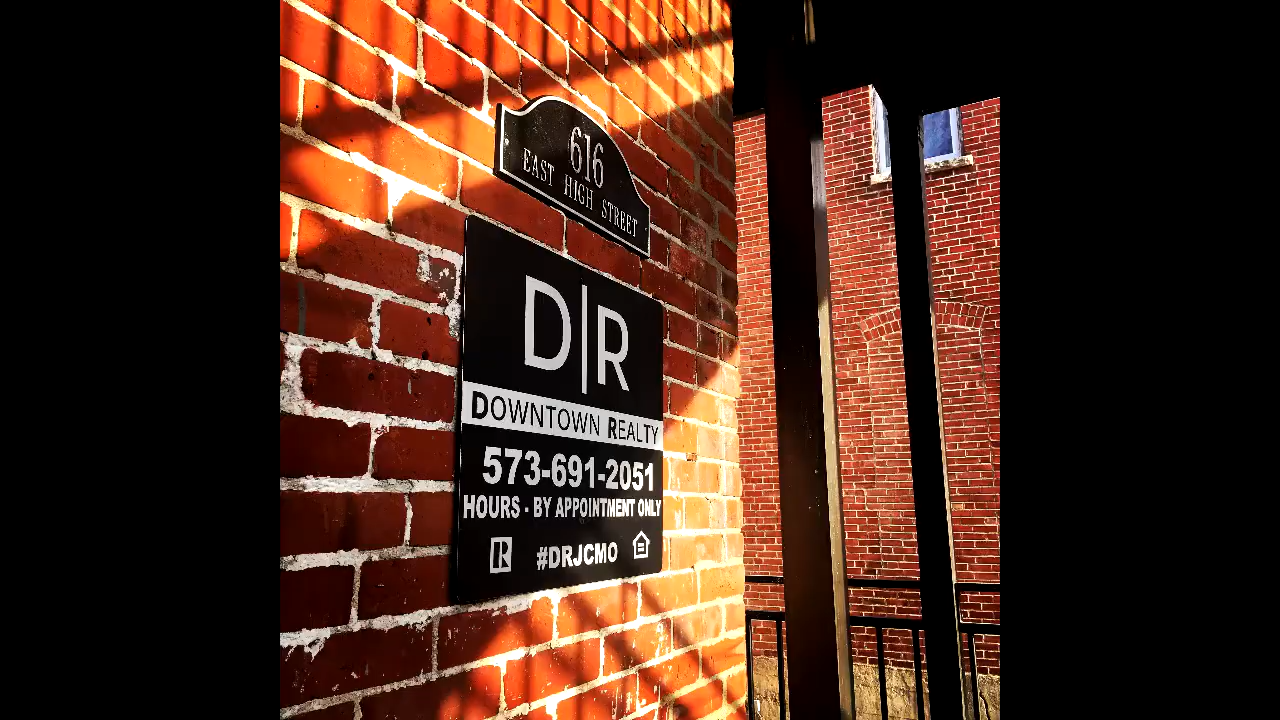 616
EAST HIGH STREET
D|R
DOWNTOWN REALTY
573-691-2051
HOURS - BY APPOINTMENT ONLY
R #DRJCMO